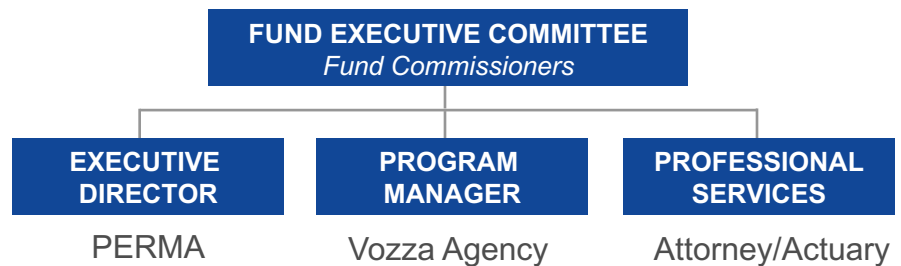 FUND EXECUTIVE COMMITTEE
Fund Commissioners
EXECUTIVE
DIRECTOR
PERMA
PROGRAM
MANAGER
Vozza Agency
PROFESSIONAL
SERVICES
Attorney/Actuary